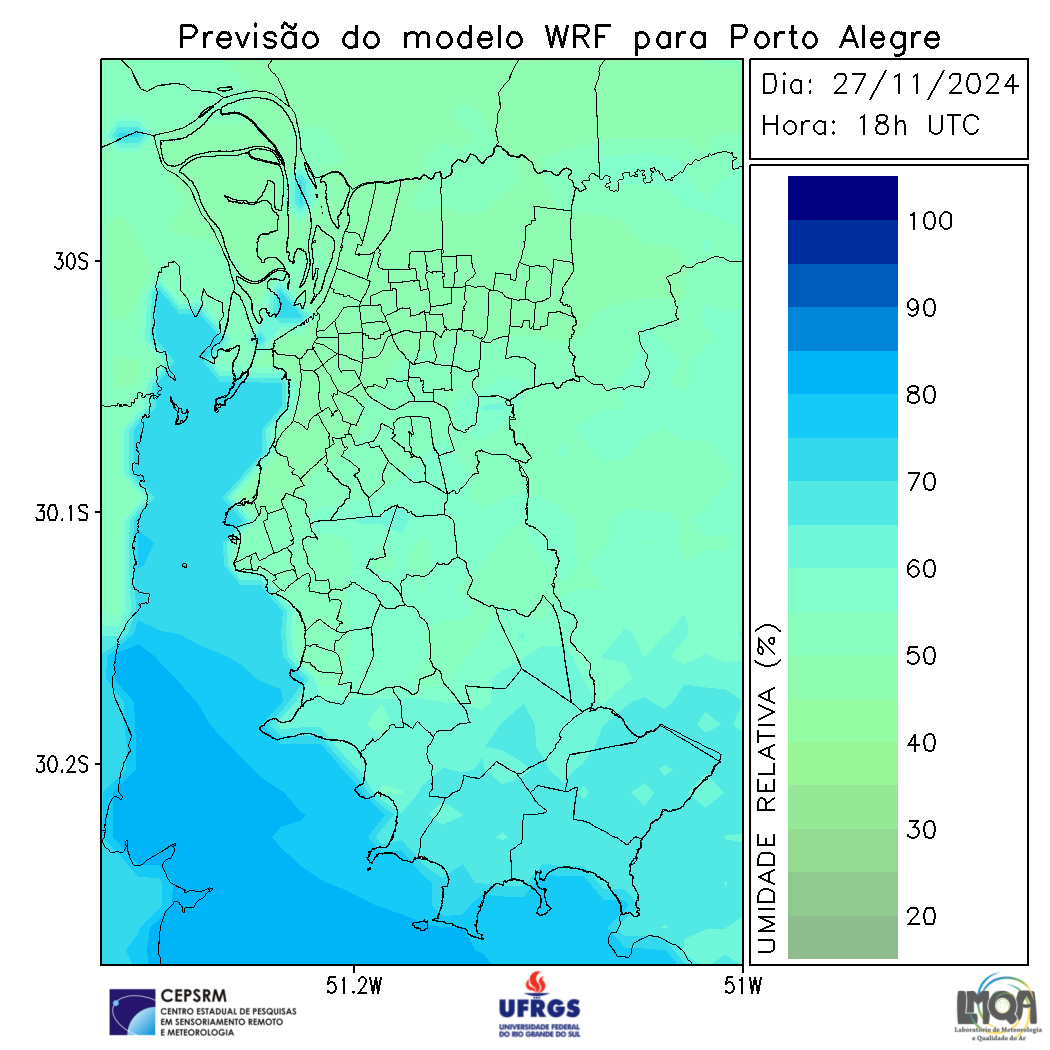 Previsão do modelo WRF para Porto Alegre
Dia: 27/11/2024
Hora: 18h UTC
30S
30.1S
30.2S
51.2W
51W
100
90
80
70
60
50
40
30
20
UMIDADE RELATIVA (%)
CEPSRM
CENTRO ESTADUAL DE PESQUISAS
EM SENSORIAMENTO REMOTO
E METEOROLOGIA
UFRGS
UNIVERSIDADE FEDERAL
DO RIO GRANDE DO SUL
LMQA
Laboratório de Meteorologia
e Qualidade do Ar